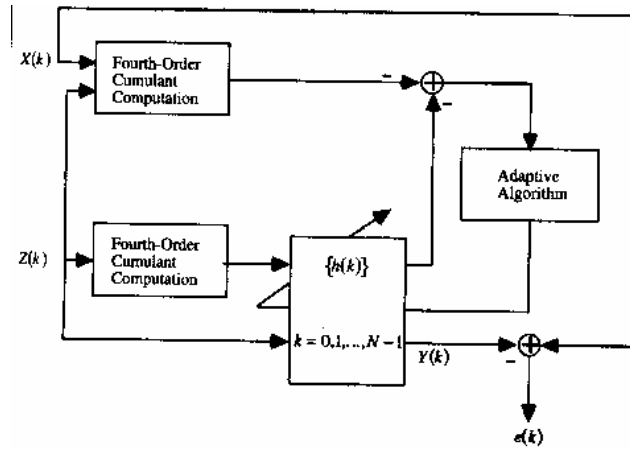 X(k)
Fourth-Order
Cumulant
Computation
-
+
-
Adaptive
Algorithm
Z(k)
Fourth-Order
Cumulant
Computation
{h(k)}
k = 0,1,...,N-1
Y(k)
-
+
e(k)